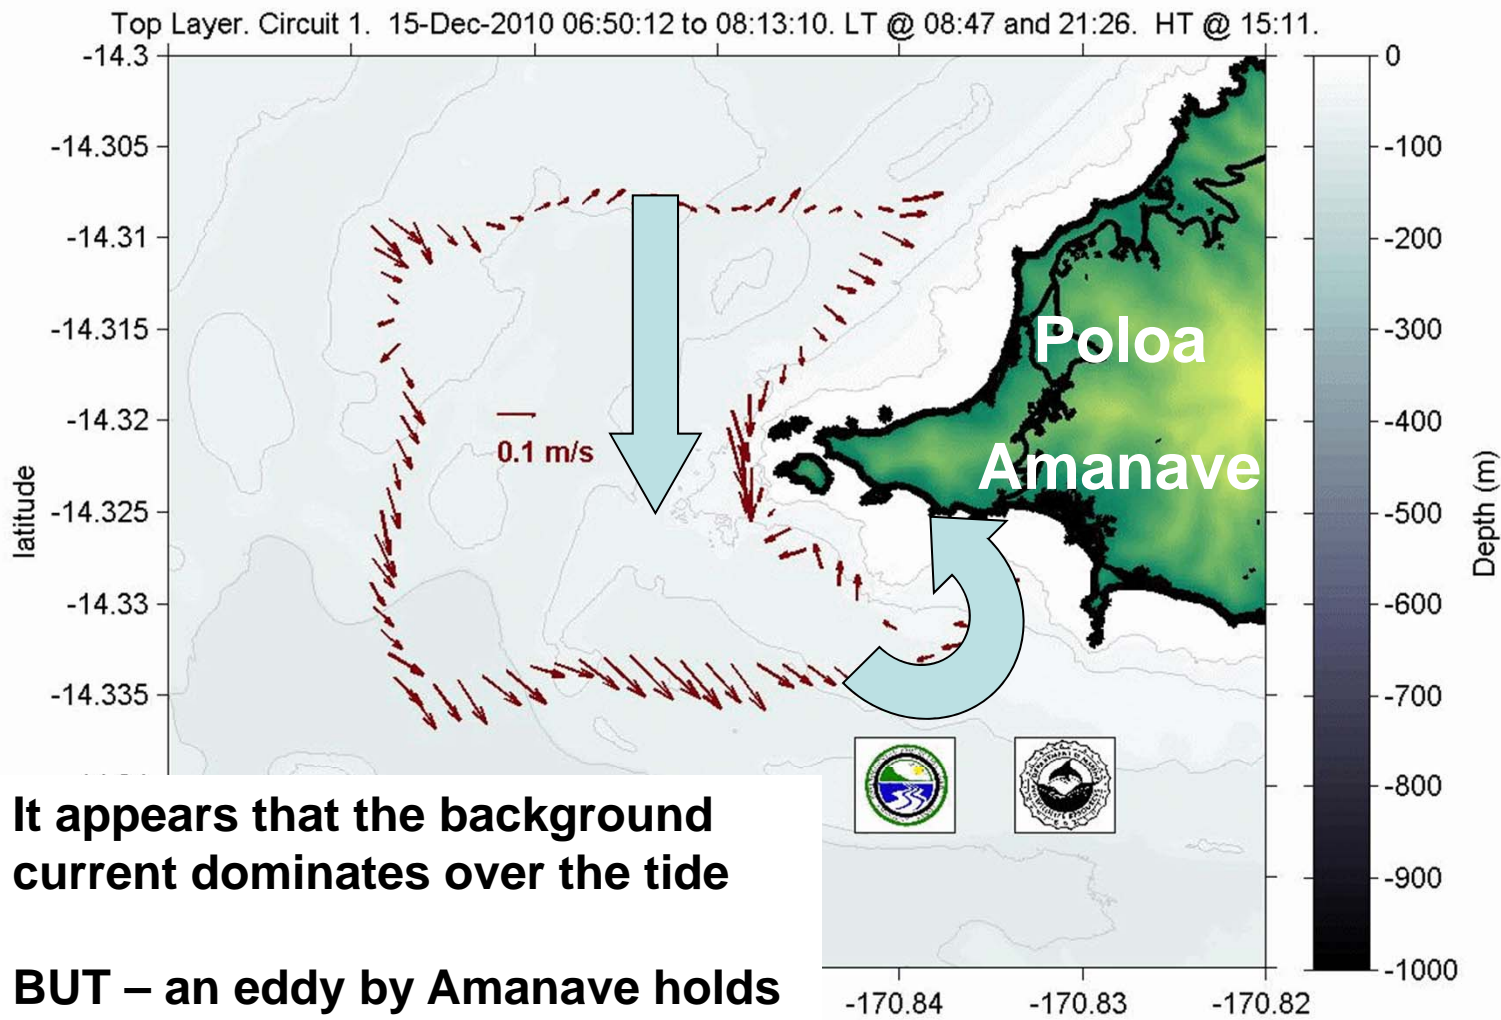 Top Layer. Circuit 1. 15-Dec-2010 06:50:12 to 08:13:10. LT @ 08:47 and 21:26. HT @ 15:11.
-14.3
-14.305
-14.31
-14.315
-14.32
-14.325
-14.33
-14.335
latitude
0.1 m/s
Poloa
Amanave
0
-100
-200
-300
-400
-500
-600
-700
-800
-900
-1000
Depth (m)
-170.84
-170.83
-170.82
It appears that the background
current dominates over the tide
BUT – an eddy by Amanave holds